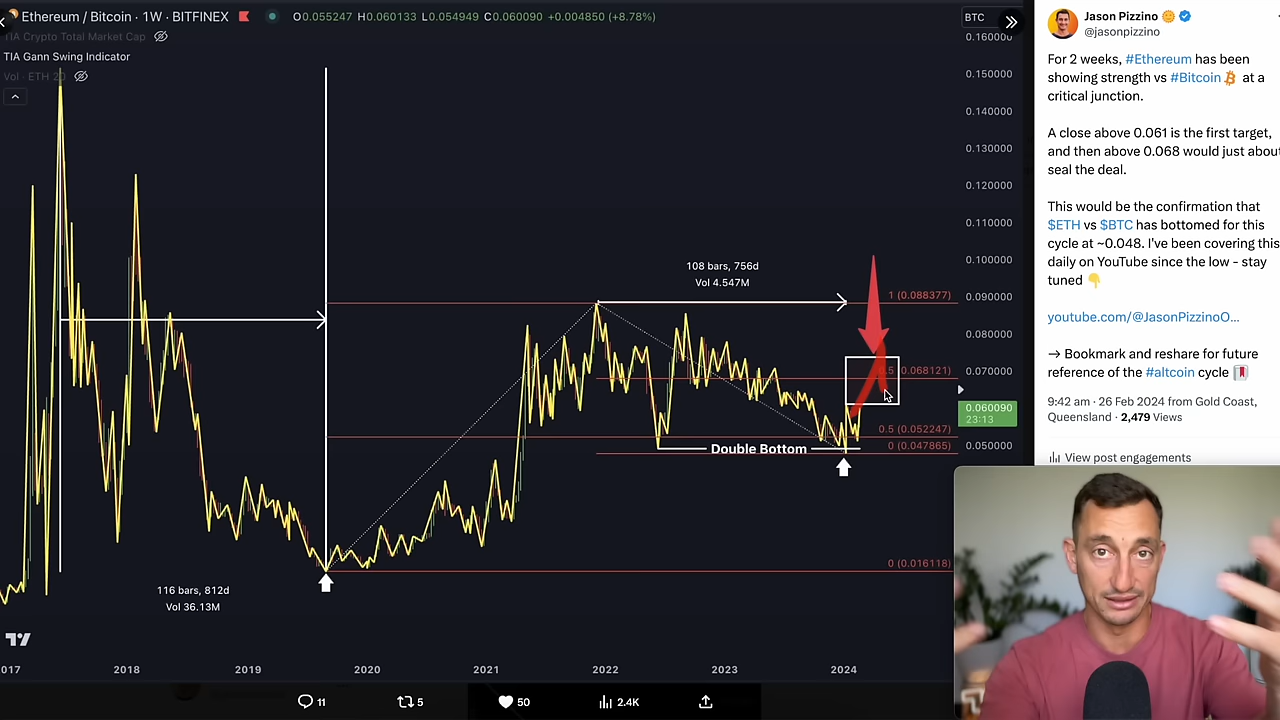 Ethereum / Bitcoin · 1W · BITFINEX
O0.055247 H0.060133 L0.054949 C0.060090 +0.004850 (+8.78%)
TIA Crypto Total Market Cap
TIA Gann Swing Indicator
Vol · ETH 20
BTC
0.160000
0.150000
0.140000
0.130000
0.120000
0.110000
0.100000
0.090000
0.080000
0.070000
0.060090
23:13
0.050000
108 bars, 756d
Vol 4.547M
1 (0.088377)
0.5 (0.068121)
0.5 (0.052247)
0 (0.047865)
Double Bottom
0 (0.016118)
116 bars, 812d
Vol 36.13M
017
2018
2019
2020
2021
2022
2023
2024
11
5
50
2.4K
Jason Pizzino
@jasonpizzino
For 2 weeks, #Ethereum has been
showing strength vs #Bitcoin at a
critical junction.
A close above 0.061 is the first target,
and then above 0.068 would just about
seal the deal.
This would be the confirmation that
$ETH vs $BTC has bottomed for this
cycle at ~0.048. I've been covering this
daily on YouTube since the low - stay
tuned 👇
youtube.com/@JasonPizzinoO...
→ Bookmark and reshare for future
reference of the #altcoin cycle
9:42 am · 26 Feb 2024 from Gold Coast,
Queensland · 2,479 Views
View post engagements